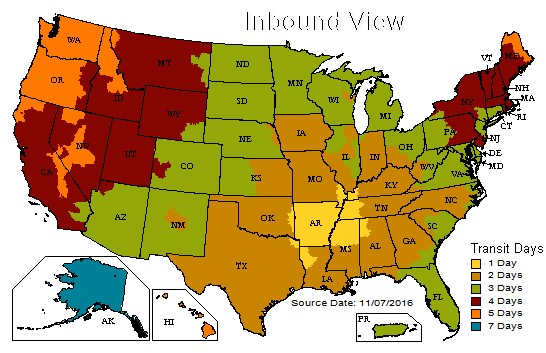 Inbound View
WA
OR
CA
NV
ID
MT
WY
UT
CO
AZ
NM
ND
SD
NE
KS
OK
TX
MN
IA
MO
AR
LA
WI
IL
MI
IN
OH
KY
TN
MS
AL
GA
FL
SC
NC
VA
WV
PA
NY
VT
ME
NH
MA
RI
CT
NJ
DE
MD
AK
HI
PR
Source Date: 11/07/2016
Transit Days
1 Day
2 Days
3 Days
4 Days
5 Days
7 Days